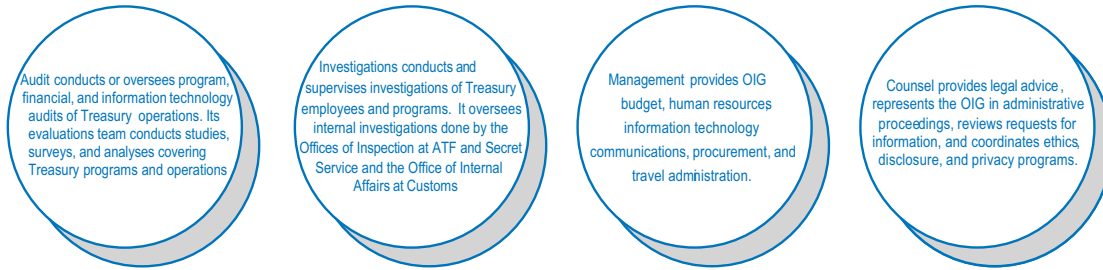 Audit conducts or oversees program,
financial, and information technology
audits of Treasury operations. Its
evaluations team conducts studies,
surveys, and analyses covering
Treasury programs and operations
Investigations conducts and
supervises investigations of Treasury
employees and programs. It oversees
internal investigations done by the
Offices of Inspection at ATF and Secret
Service and the Office of Internal
Affairs at Customs
Management provides OIG
budget, human resources,
information technology
communications, procurement, and
travel administration.
Counsel provides legal advice,
represents the OIG in administrative
proceedings, reviews requests for
information, and coordinates ethics,
disclosure, and privacy programs.